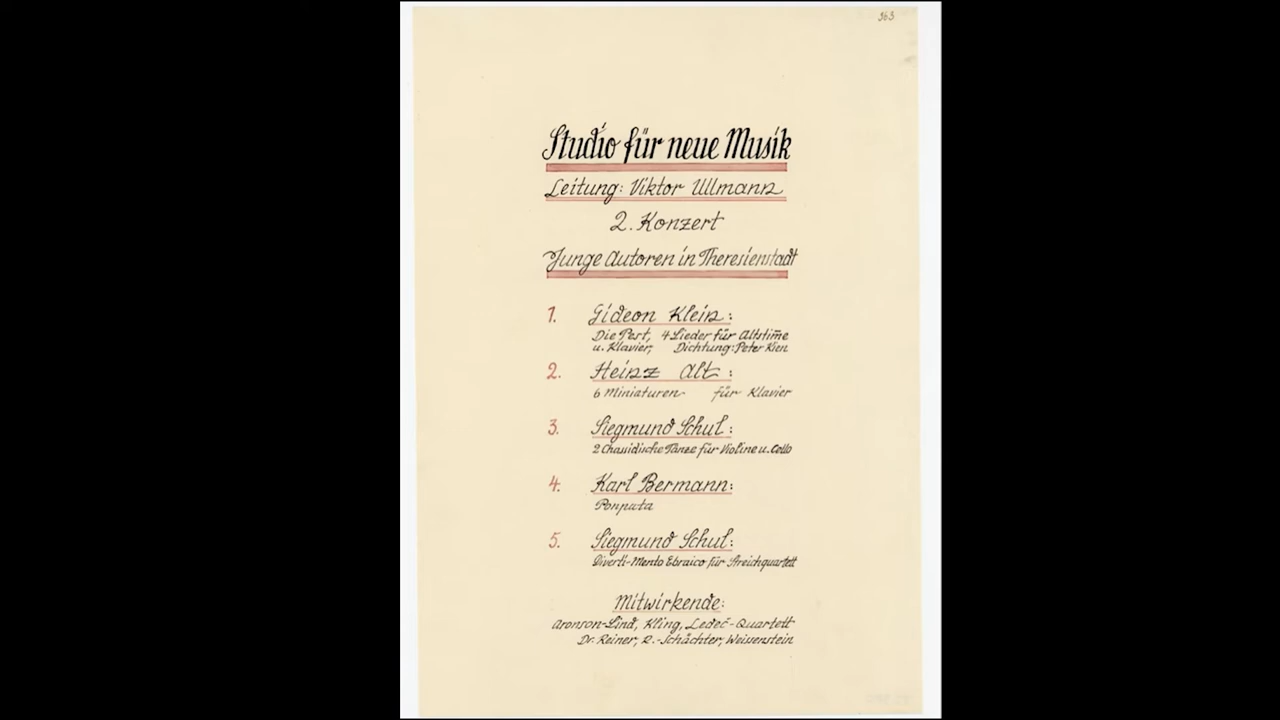 363
Studio für neue Musik
Leitung: Viktor Ullmann
2. Konzert
Junge Autoren in Theresienstadt
1. Gideon Klein:
Die Pest, 4 Lieder für Altstim̄e
u. Klavier, Dichtung: Peter Kien
2. Heinz Alt:
6 Miniaturen für Klavier
3. Siegmund Schul:
2 Chassidische Tänze für Violine u. Cello
4. Karl Bermann:
5. Siegmund Schul:
Diverti-Mento Ebraico für Streichquartett
Mitwirkende:
Aronson-Lind, Kling, Ledeč-Quartett
Dr. Reiner, R.-Schächter, Weissenstein